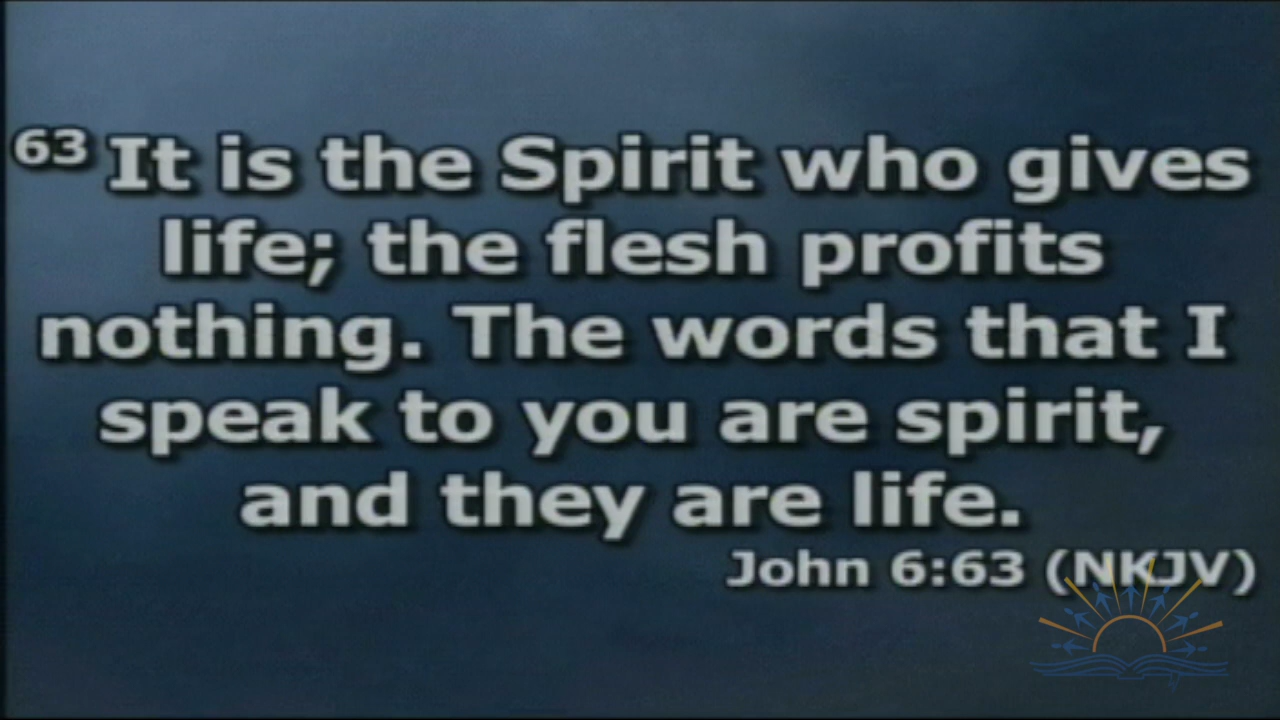 63 It is the Spirit who gives
life; the flesh profits
nothing. The words that I
speak to you are spirit,
and they are life.
John 6:63 (NKJV)